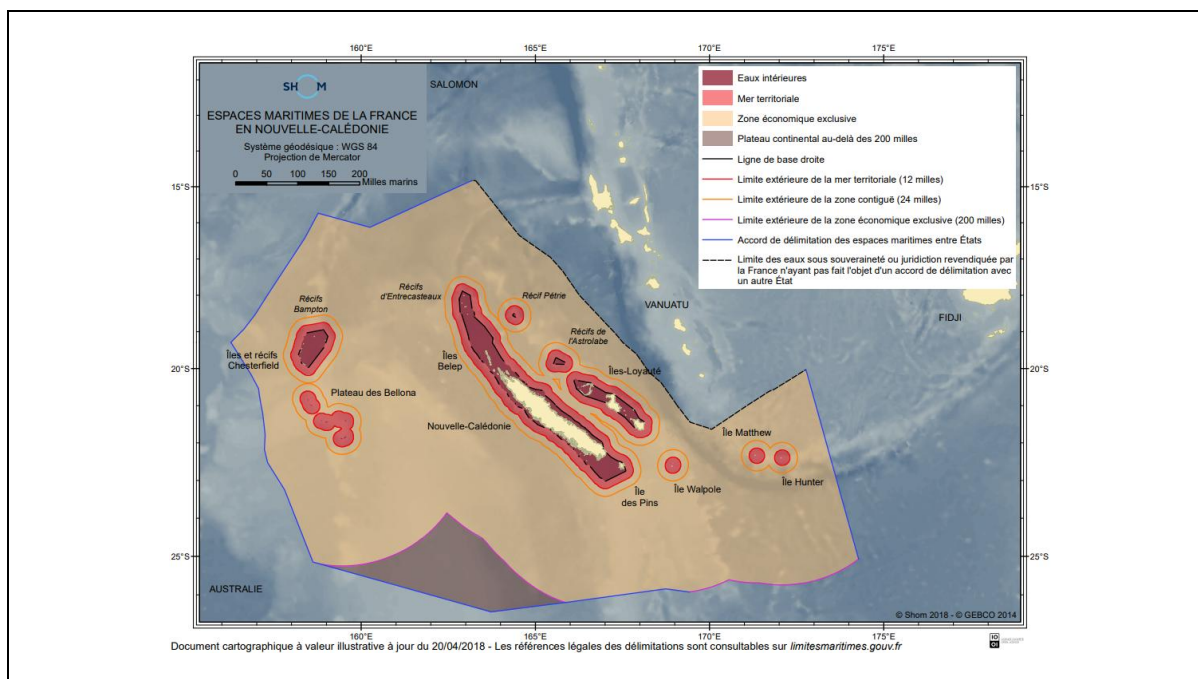 160°E 165°E 170°E 175°E
SHOM
ESPACES MARITIMES DE LA FRANCE
EN NOUVELLE-CALÉDONIE
Système géodésique : WGS 84
Projection de Mercator
0 50 100 150 200
Milles marins
SALOMON
Eaux intérieures
Mer territoriale
Zone économique exclusive
Plateau continental au-delà des 200 milles
Ligne de base droite
Limite extérieure de la mer territoriale (12 milles)
Limite extérieure de la zone contiguë (24 milles)
Limite extérieure de la zone économique exclusive (200 milles)
Accord de délimitation des espaces maritimes entre États
Limite des eaux sous souveraineté ou juridiction revendiquée par
la France n'ayant pas fait l'objet d'un accord de délimitation avec
un autre État
15°S 15°S
Récifs
d'Entrecasteaux
Récif Pétrie
Récifs
Bampton
VANUATU
FIDJI
Récifs de
l'Astrolabe
Îles et récifs
Chesterfield
Îles
Belep
Îles-Loyauté
20°S 20°S
Plateau des Bellona
Nouvelle-Calédonie
Île Matthew
Île Hunter
Île
des Pins
Île Walpole
25°S 25°S
AUSTRALIE
© Shom 2018 - © GEBCO 2014
160°E 165°E 170°E 175°E
Document cartographique à valeur illustrative à jour du 20/04/2018 - Les références légales des délimitations sont consultables sur limitesmaritimes.gouv.fr